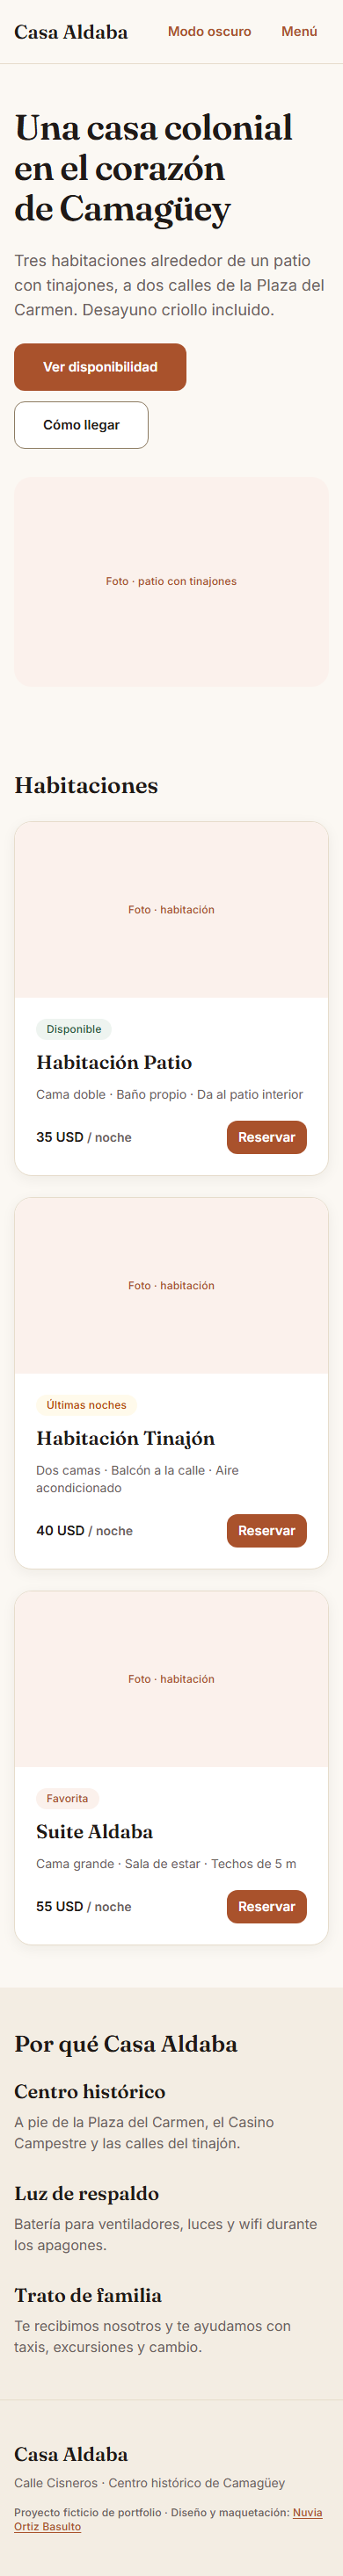 Casa Aldaba Modo oscuro Menú
Una casa colonial
en el corazón
de Camagüey
Tres habitaciones alrededor de un patio
con tinajones, a dos calles de la Plaza del
Carmen. Desayuno criollo incluido.
Ver disponibilidad
Cómo llegar
Foto · patio con tinajones
Habitaciones
Foto · habitación
Disponible
Habitación Patio
Cama doble · Baño propio · Da al patio interior
35 USD / noche Reservar
Foto · habitación
Últimas noches
Habitación Tinajón
Dos camas · Balcón a la calle · Aire
acondicionado
40 USD / noche Reservar
Foto · habitación
Favorita
Suite Aldaba
Cama grande · Sala de estar · Techos de 5 m
55 USD / noche Reservar
Por qué Casa Aldaba
Centro histórico
A pie de la Plaza del Carmen, el Casino
Campestre y las calles del tinajón.
Luz de respaldo
Batería para ventiladores, luces y wifi durante
los apagones.
Trato de familia
Te recibimos nosotros y te ayudamos con
taxis, excursiones y cambio.
Casa Aldaba
Calle Cisneros · Centro histórico de Camagüey
Proyecto ficticio de portfolio · Diseño y maquetación: Nuvia
Ortiz Basulto